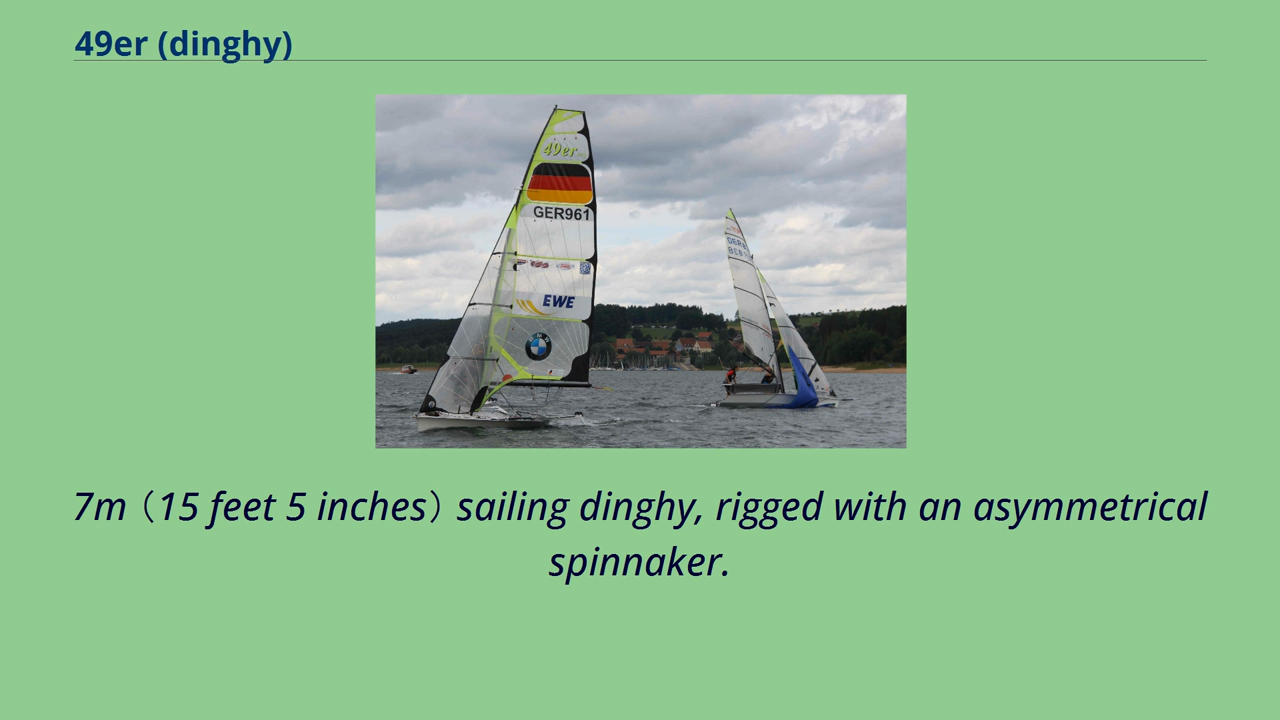 49er (dinghy)
49er
GER961
EWE
BMW
7m（15 feet 5 inches）sailing dinghy, rigged with an asymmetrical
spinnaker.